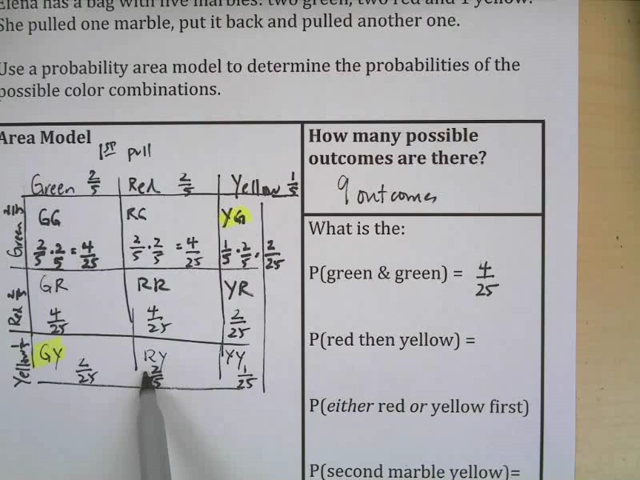 Elena has a bag with five marbles: two green, two red and 1 yellow.
She pulled one marble, put it back and pulled another one.
Use a probability area model to determine the probabilities of the
possible color combinations.
Area Model
1st pull
Green 2/5 Red 2/5 Yellow 1/5
Green
GG RG YG
2/5 · 2/5 = 4/25 2/5 · 2/5 = 4/25 1/5 · 2/5 = 2/25
Red 2/5
GR RR YR
4/25 4/25 2/25
Yellow
GY RY YY
2/25 2/25 1/25
How many possible
outcomes are there?
9 outcomes
What is the:
P(green & green) = 4/25
P(red then yellow) =
P(either red or yellow first)
P(second marble yellow)=